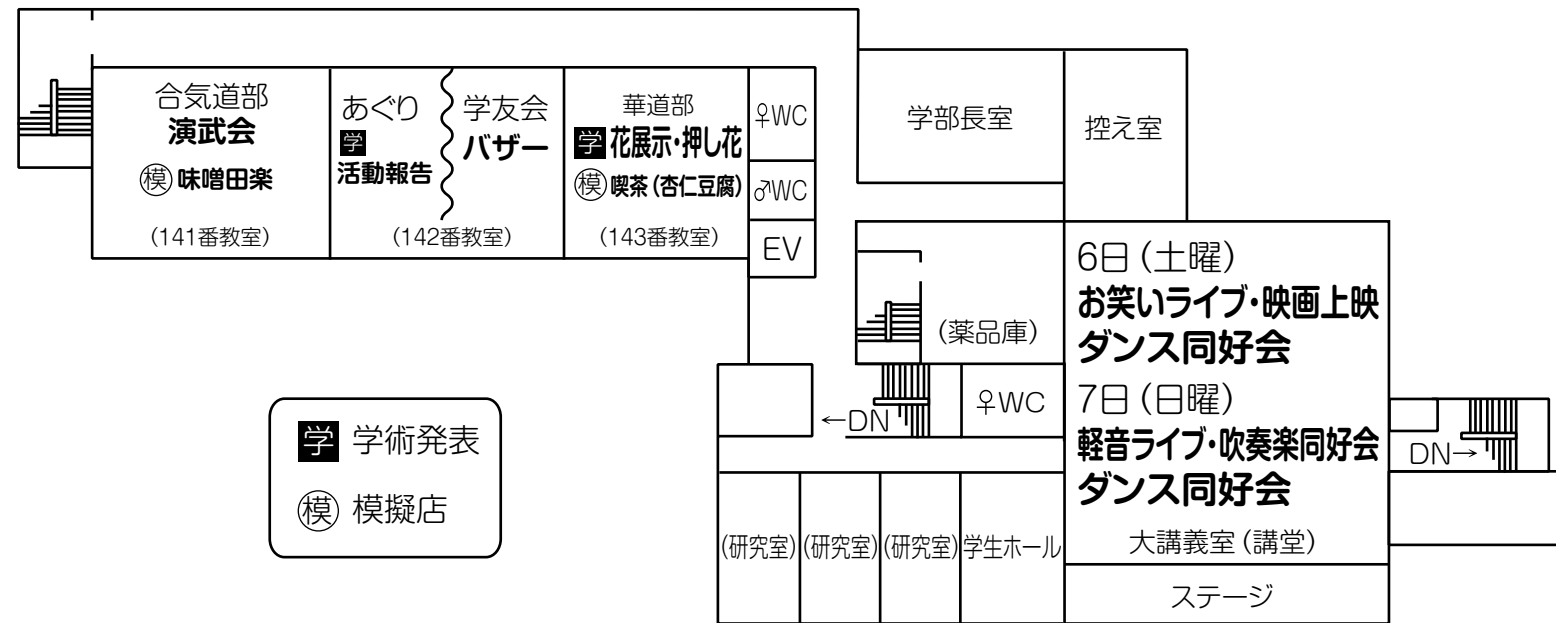 合気道部
演武会
模 味噌田楽
(141番教室)
あぐり
学
活動報告
学友会
バザー
(142番教室)
華道部
学 花展示・押し花
模 喫茶(杏仁豆腐)
(143番教室)
♀WC
♂WC
EV
学部長室
控え室
(薬品庫)
♀WC
←DN
6日(土曜)
お笑いライブ・映画上映
ダンス同好会
7日(日曜)
軽音ライブ・吹奏楽同好会
ダンス同好会
大講義室(講堂)
ステージ
DN→
(研究室)
(研究室)
(研究室)
学生ホール
学 学術発表
模 模擬店